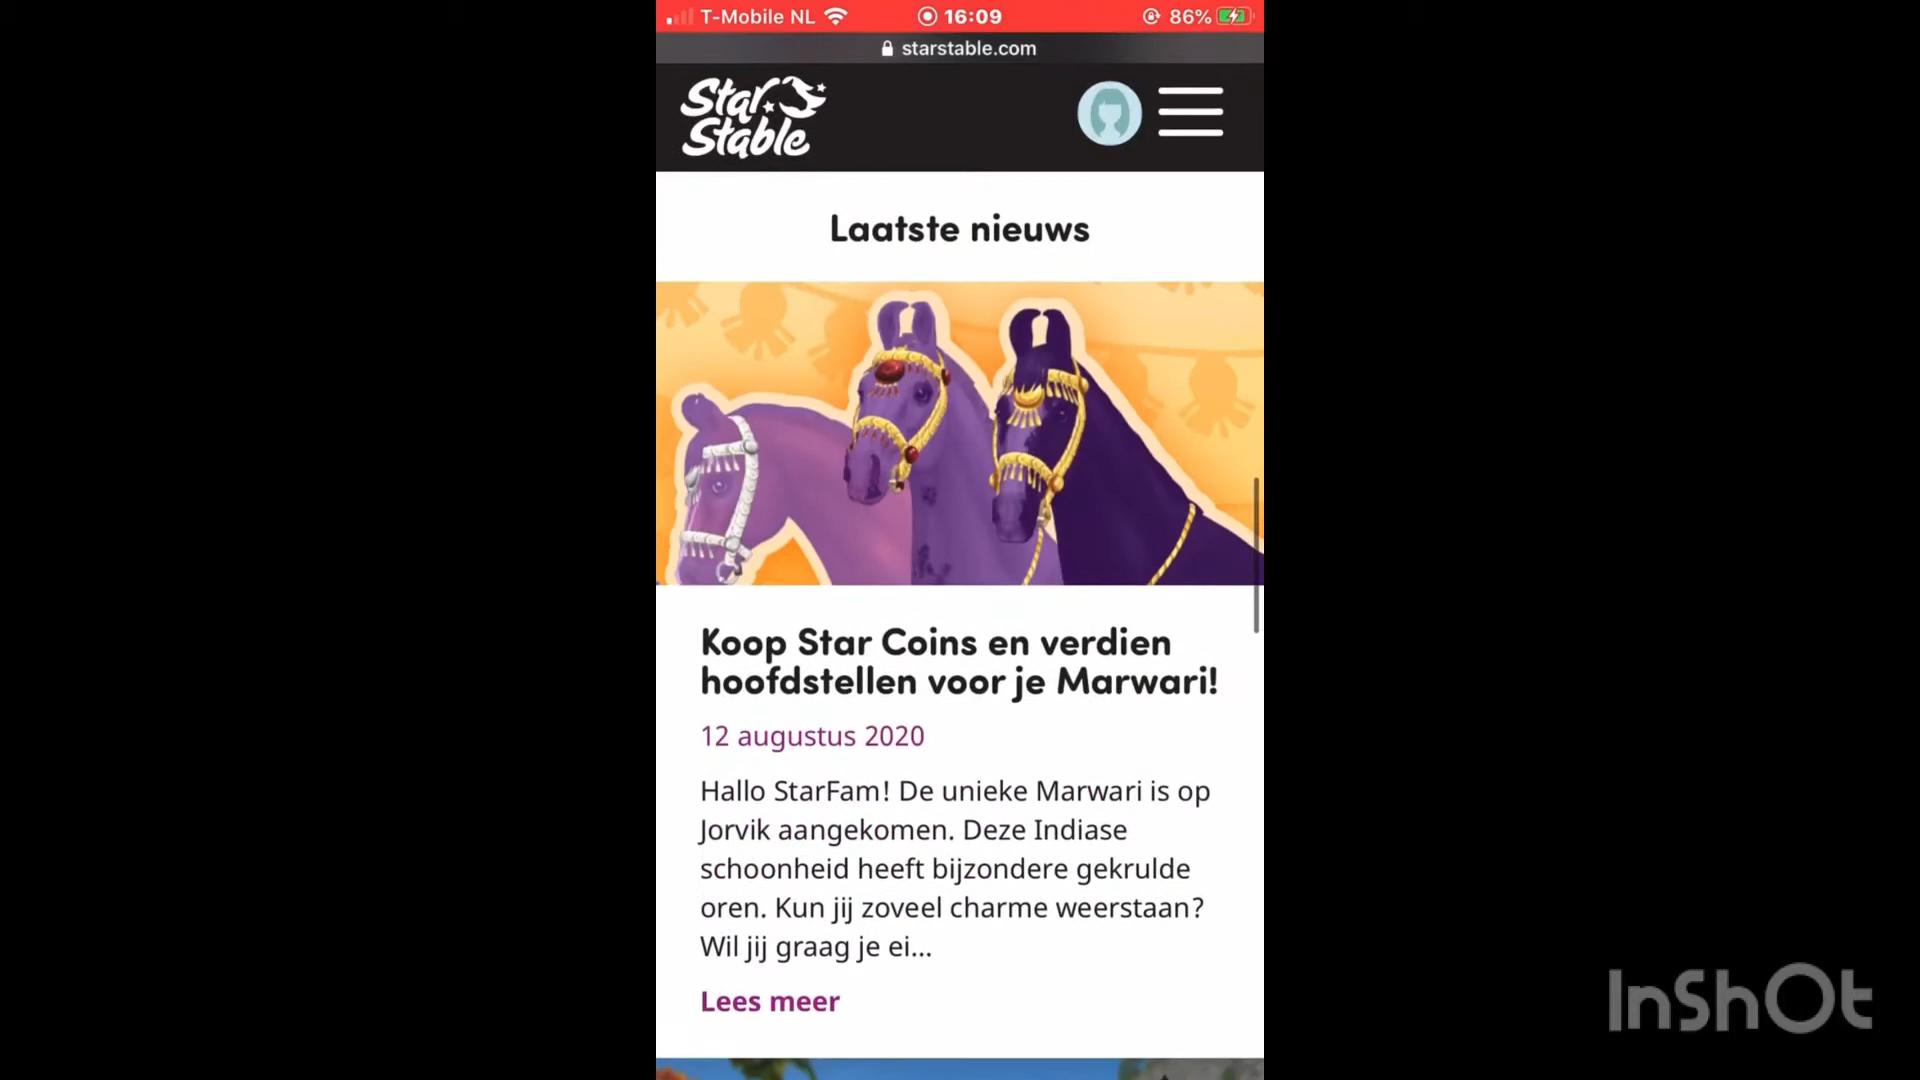 T-Mobile NL 16:09 86%
starstable.com
Star
Stable
Laatste nieuws
Koop Star Coins en verdien
hoofdstellen voor je Marwari!
12 augustus 2020
Hallo StarFam! De unieke Marwari is op
Jorvik aangekomen. Deze Indiase
schoonheid heeft bijzondere gekrulde
oren. Kun jij zoveel charme weerstaan?
Wil jij graag je ei...
Lees meer
InShOt